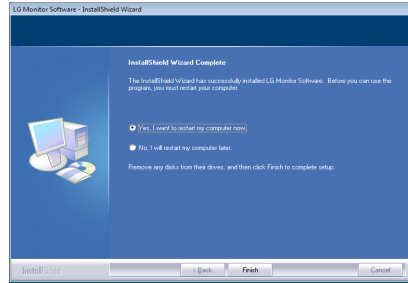 LG Monitor Software - InstallShield Wizard
InstallShield Wizard Complete
The InstallShield Wizard has successfully installed LG Monitor Software. Before you can use the
program, you must restart your computer.
Yes, I want to restart my computer now.
No, I will restart my computer later.
Remove any disks from their drives, and then click Finish to complete setup.
InstallShield
< Back
Finish
Cancel